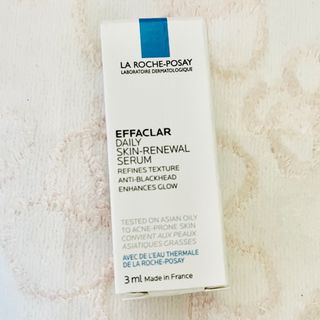 LA ROCHE-POSAY
LABORATOIRE DERMATOLOGIQUE
EFFACLAR
DAILY
SKIN-RENEWAL
SERUM
REFINES TEXTURE
ANTI-BLACKHEAD
ENHANCES GLOW
TESTED ON ASIAN OILY
TO ACNE-PRONE SKIN
CONVIENT AUX PEAUX
ASIATIQUES GRASSES
AVEC DE L'EAU THERMALE
DE LA ROCHE-POSAY
3 ml Made in France